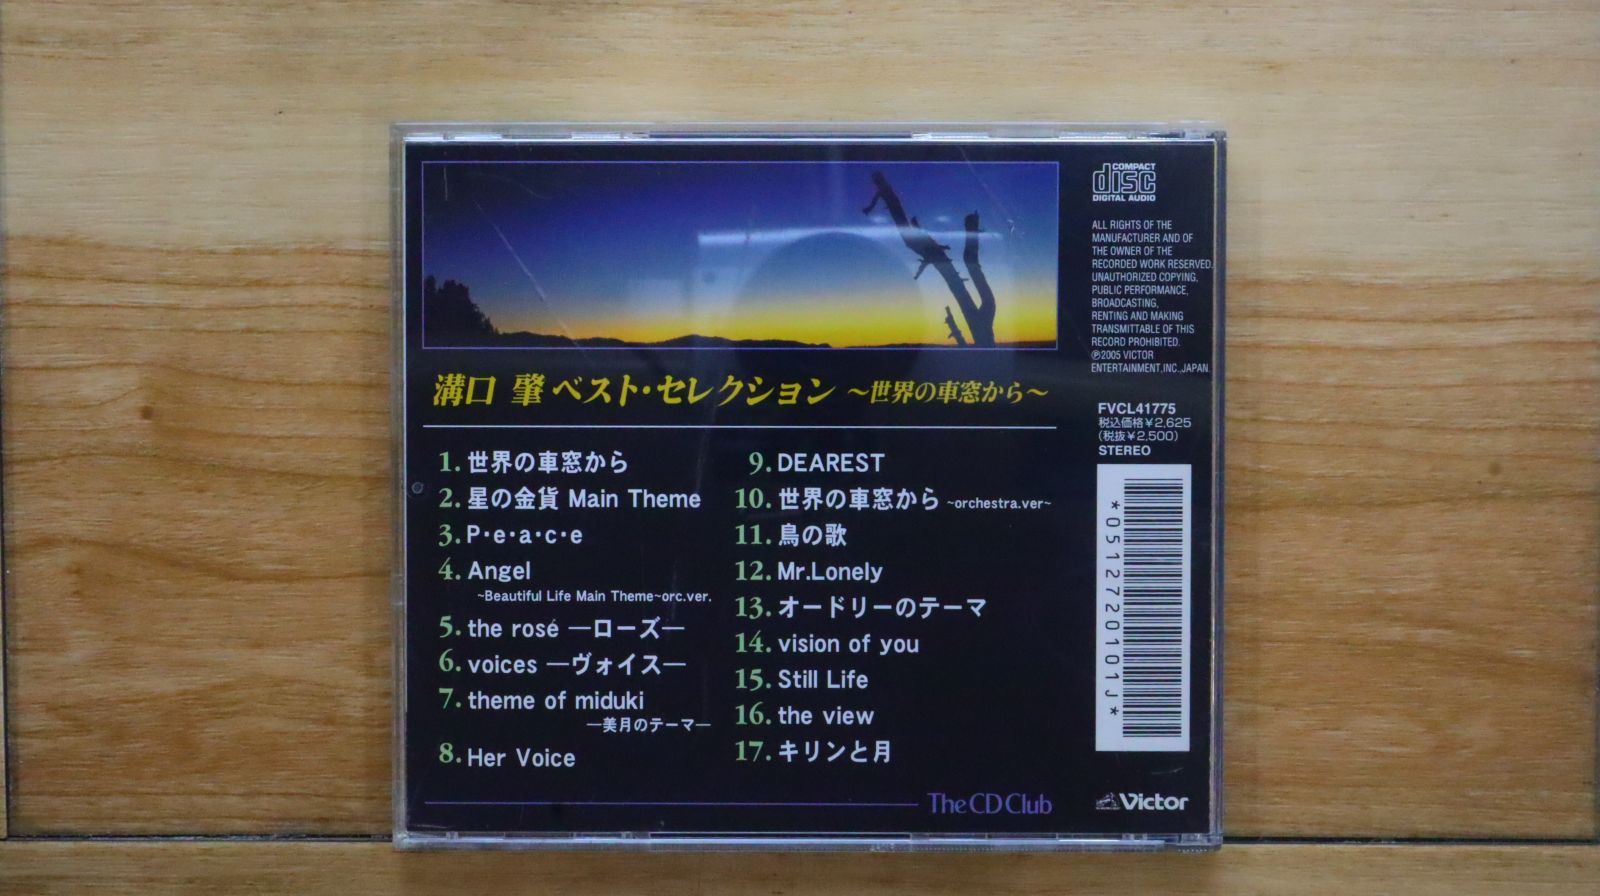 溝口 肇 ベスト・セレクション ～世界の車窓から～
1. 世界の車窓から
2. 星の金貨 Main Theme
3. P・e・a・c・e
4. Angel
~Beautiful Life Main Theme~orc.ver.
5. the rosé ―ローズ―
6. voices ―ヴォイス―
7. theme of miduki
―美月のテーマ―
8. Her Voice
9. DEAREST
10. 世界の車窓から ~orchestra.ver~
11. 鳥の歌
12. Mr.Lonely
13. オードリーのテーマ
14. vision of you
15. Still Life
16. the view
17. キリンと月
The CD Club
COMPACT
disc
DIGITAL AUDIO
ALL RIGHTS OF THE
MANUFACTURER AND OF
THE OWNER OF THE
RECORDED WORK RESERVED.
UNAUTHORIZED COPYING,
PUBLIC PERFORMANCE,
BROADCASTING,
RENTING AND MAKING
TRANSMITTABLE OF THIS
RECORD PROHIBITED.
℗2005 VICTOR
ENTERTAINMENT,INC.,JAPAN.
FVCL41775
税込価格￥2,625
(税抜￥2,500)
STEREO
*0512720101J*
Victor